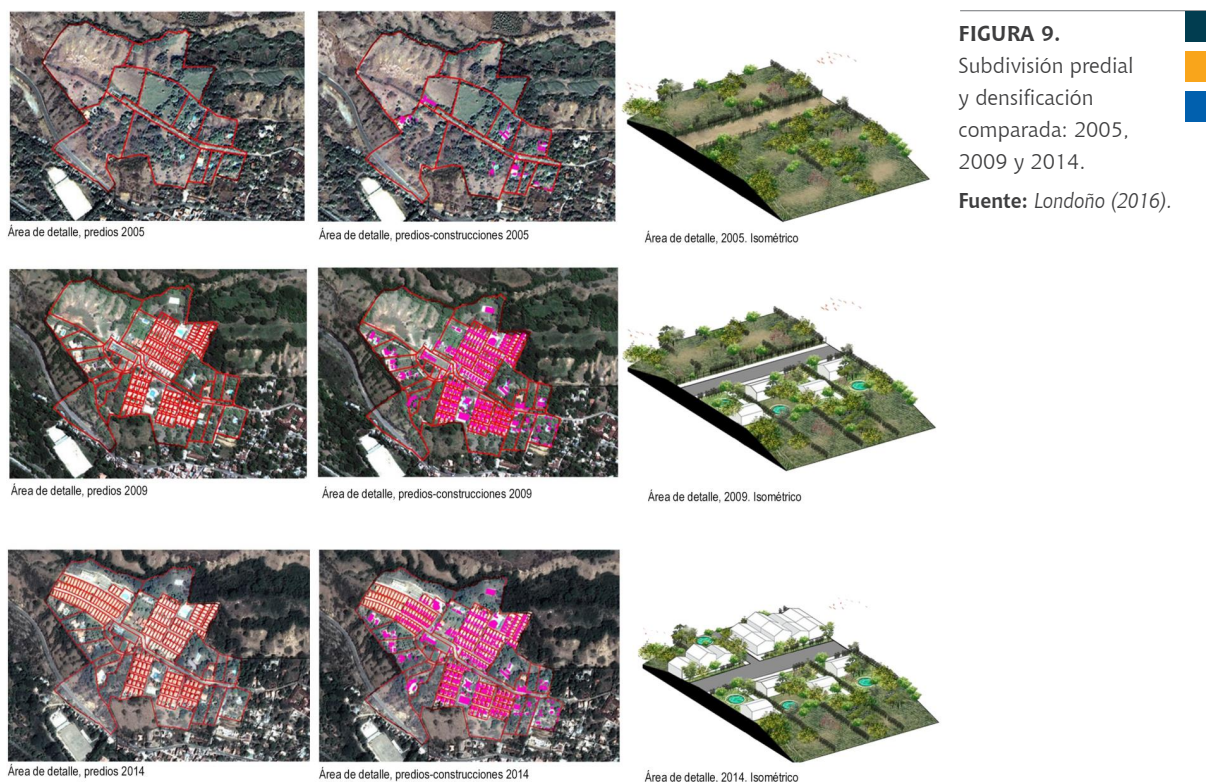 FIGURA 9.
Subdivisión predial
y densificación
comparada: 2005,
2009 y 2014.
Fuente: Londoño (2016).
Área de detalle, predios 2005
Área de detalle, predios-construcciones 2005
Área de detalle, 2005. Isométrico
Área de detalle, predios 2009
Área de detalle, predios-construcciones 2009
Área de detalle, 2009. Isométrico
Área de detalle, predios 2014
Área de detalle, predios-construcciones 2014
Área de detalle, 2014. Isométrico